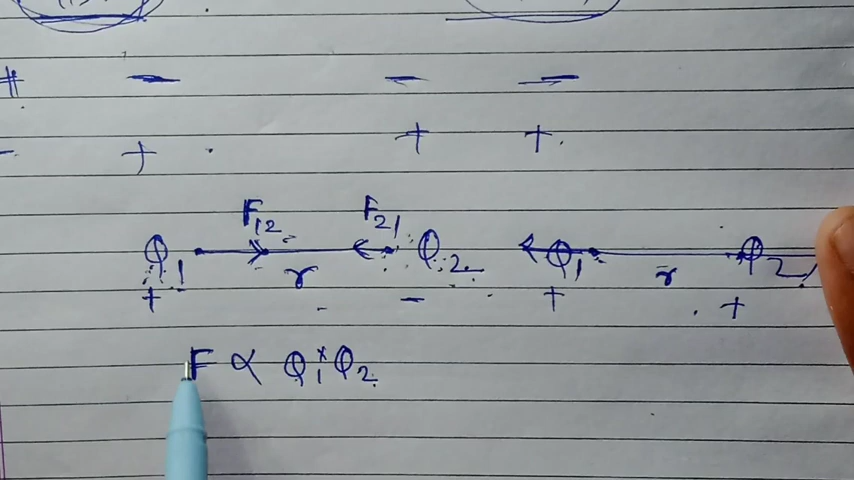 # − − −
− + + +
F₁₂ F₂₁
Q₁ Q₂ Q₁ Q₂
r r
+ − + +
F ∝ Q₁ × Q₂